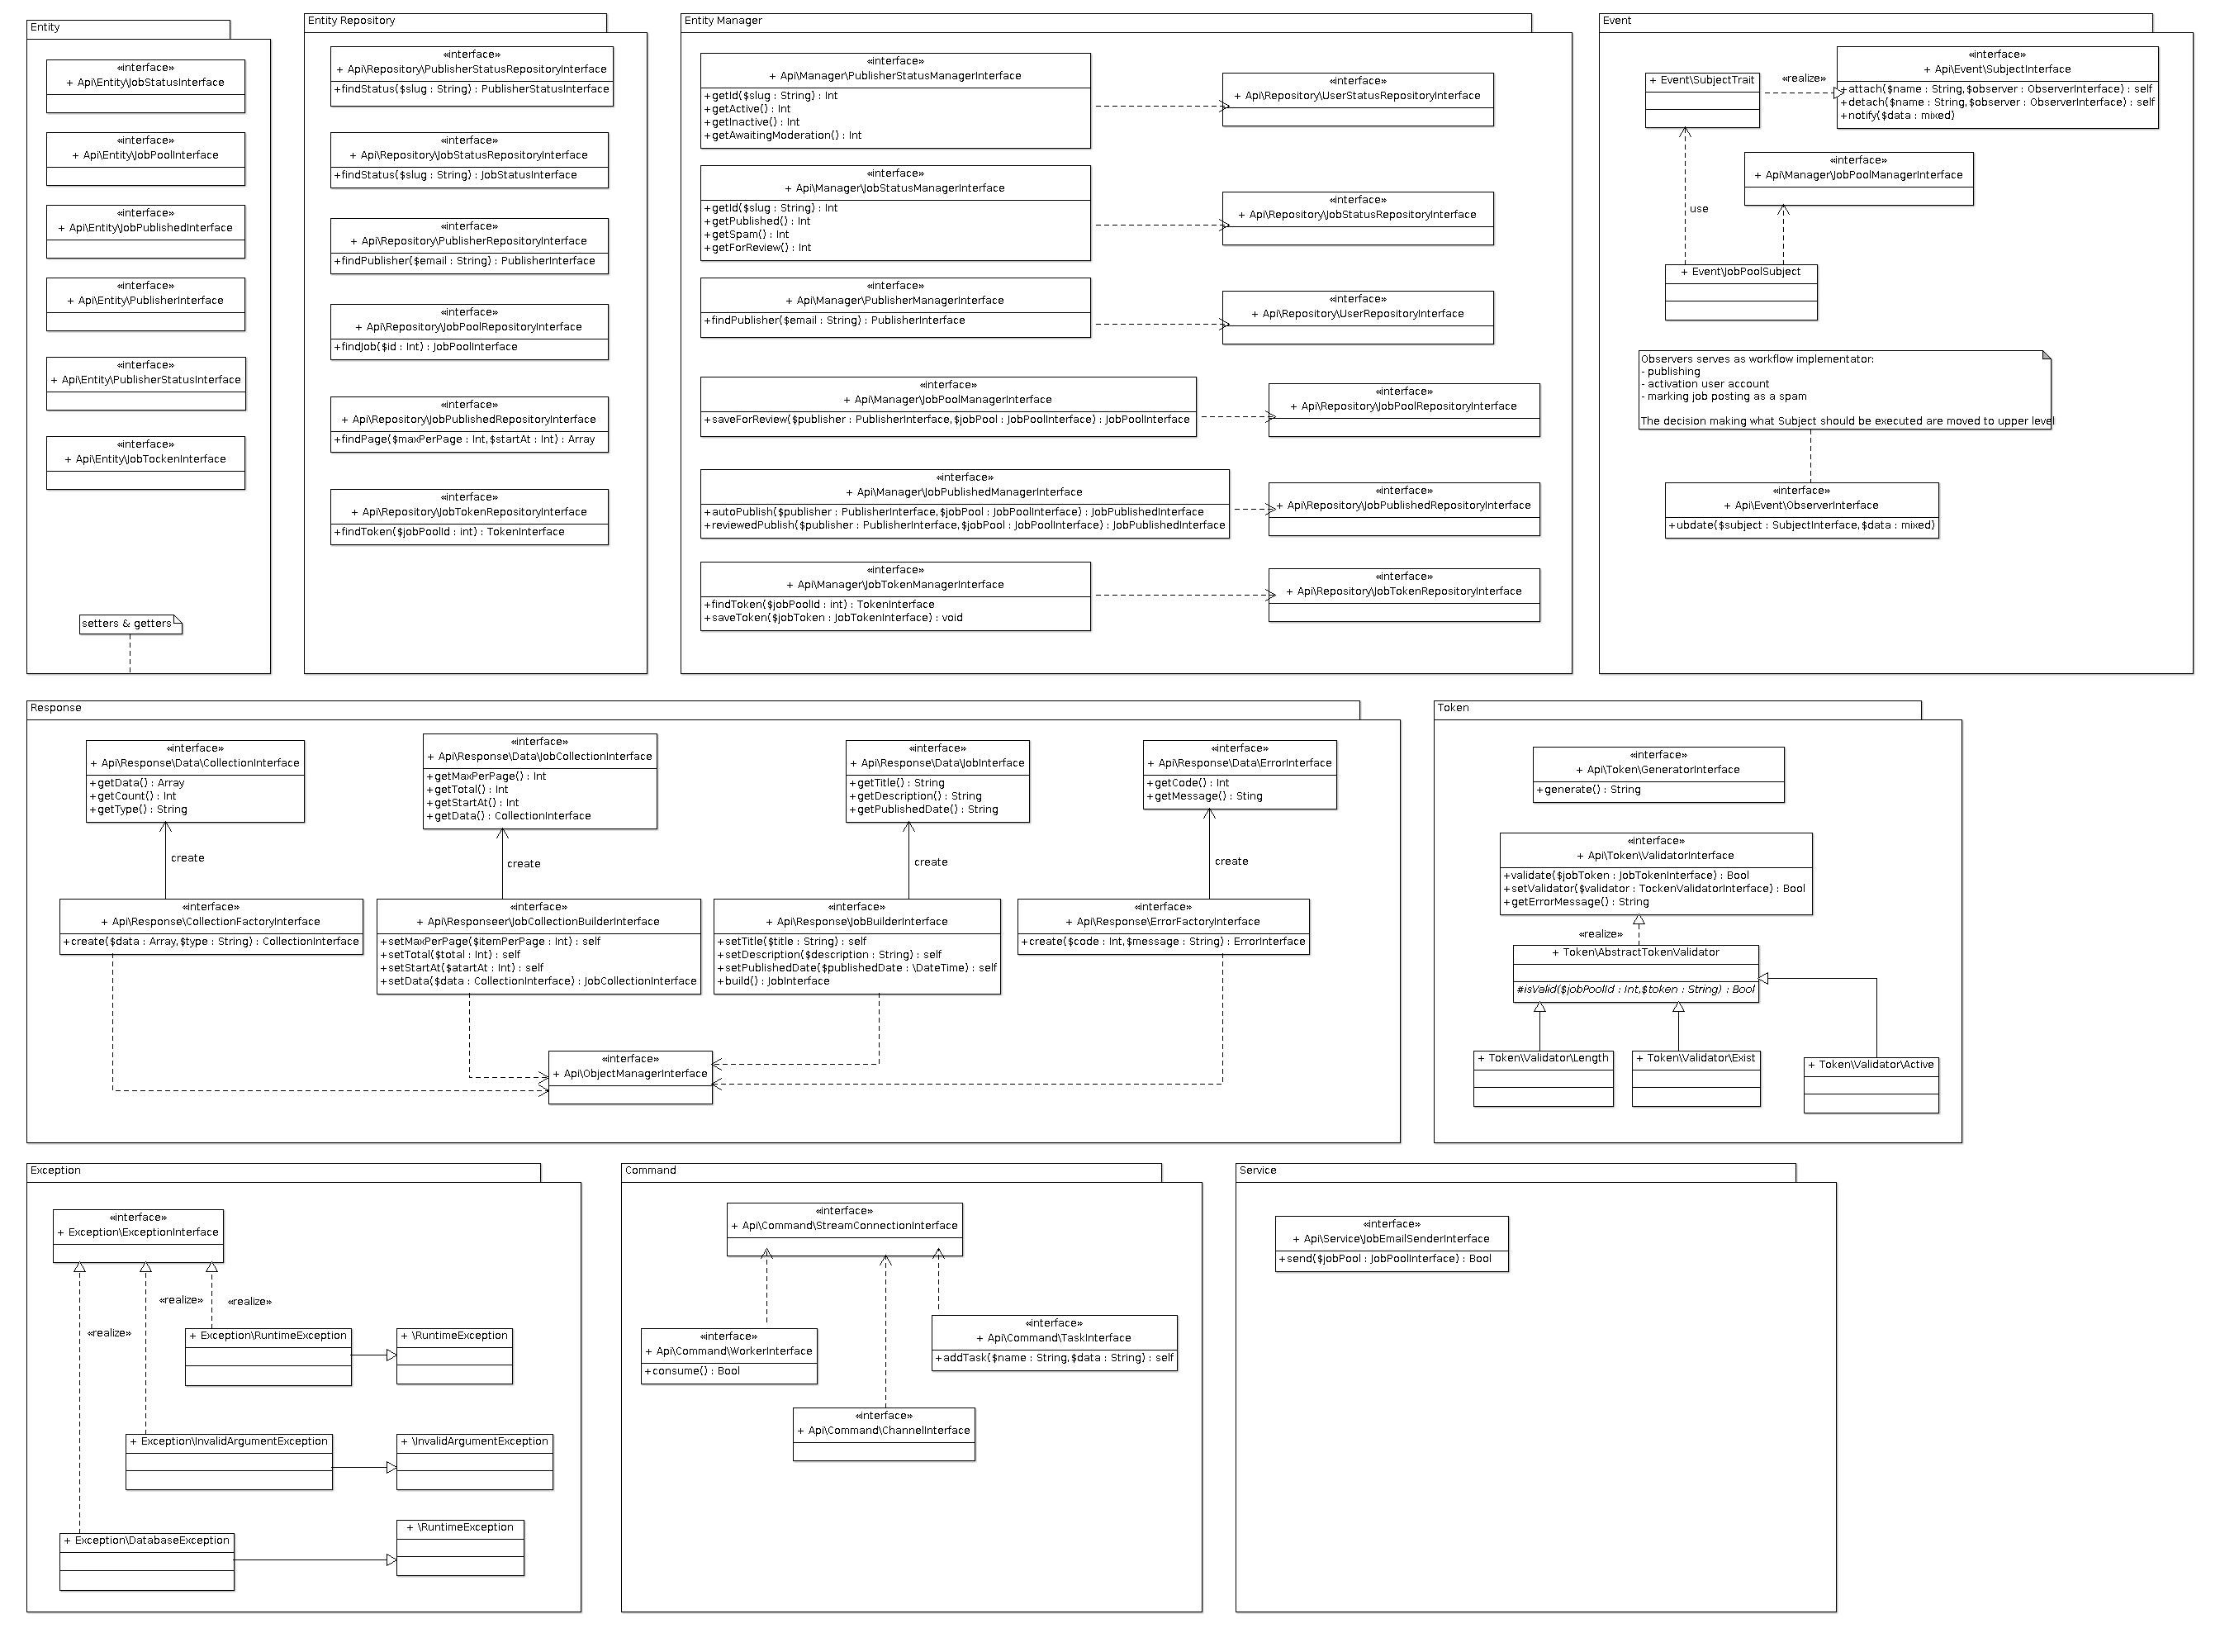 Entity
«interface»
+ Api\Entity\JobStatusInterface
«interface»
+ Api\Entity\JobPoolInterface
«interface»
+ Api\Entity\JobPublishedInterface
«interface»
+ Api\Entity\PublisherInterface
«interface»
+ Api\Entity\PublisherStatusInterface
«interface»
+ Api\Entity\JobTockenInterface
setters & getters
Entity Repository
«interface»
+ Api\Repository\PublisherStatusRepositoryInterface
+findStatus($slug : String) : PublisherStatusInterface
«interface»
+ Api\Repository\JobStatusRepositoryInterface
+findStatus($slug : String) : JobStatusInterface
«interface»
+ Api\Repository\PublisherRepositoryInterface
+findPublisher($email : String) : PublisherInterface
«interface»
+ Api\Repository\JobPoolRepositoryInterface
+findJob($id : Int) : JobPoolInterface
«interface»
+ Api\Repository\JobPublishedRepositoryInterface
+findPage($maxPerPage : Int,$startAt : Int) : Array
«interface»
+ Api\Repository\JobTokenRepositoryInterface
+findToken($jobPoolId : int) : TokenInterface
Entity Manager
«interface»
+ Api\Manager\PublisherStatusManagerInterface
+getId($slug : String) : Int
+getActive() : Int
+getInactive() : Int
+getAwaitingModeration() : Int
«interface»
+ Api\Repository\UserStatusRepositoryInterface
«interface»
+ Api\Manager\JobStatusManagerInterface
+getId($slug : String) : Int
+getPublished() : Int
+getSpam() : Int
+getForReview() : Int
«interface»
+ Api\Repository\JobStatusRepositoryInterface
«interface»
+ Api\Manager\PublisherManagerInterface
+findPublisher($email : String) : PublisherInterface
«interface»
+ Api\Repository\UserRepositoryInterface
«interface»
+ Api\Manager\JobPoolManagerInterface
+saveForReview($publisher : PublisherInterface,$jobPool : JobPoolInterface) : JobPoolInterface
«interface»
+ Api\Repository\JobPoolRepositoryInterface
«interface»
+ Api\Manager\JobPublishedManagerInterface
+autoPublish($publisher : PublisherInterface,$jobPool : JobPoolInterface) : JobPublishedInterface
+reviewedPublish($publisher : PublisherInterface,$jobPool : JobPoolInterface) : JobPublishedInterface
«interface»
+ Api\Repository\JobPublishedRepositoryInterface
«interface»
+ Api\Manager\JobTokenManagerInterface
+findToken($jobPoolId : int) : TokenInterface
+saveToken($jobToken : JobTokenInterface) : void
«interface»
+ Api\Repository\JobTokenRepositoryInterface
Event
+ Event\SubjectTrait
«realize»
«interface»
+ Api\Event\SubjectInterface
+attach($name : String,$observer : ObserverInterface) : self
+detach($name : String,$observer : ObserverInterface) : self
+notify($data : mixed)
«interface»
+ Api\Manager\JobPoolManagerInterface
use
+ Event\JobPoolSubject
Observers serves as workflow implementator:
- publishing
- activation user account
- marking job posting as a spam
The decision making what Subject should be executed are moved to upper level
«interface»
+ Api\Event\ObserverInterface
+ubdate($subject : SubjectInterface,$data : mixed)
Response
«interface»
+ Api\Response\Data\CollectionInterface
+getData() : Array
+getCount() : Int
+getType() : String
«interface»
+ Api\Response\Data\JobCollectionInterface
+getMaxPerPage() : Int
+getTotal() : Int
+getStartAt() : Int
+getData() : CollectionInterface
«interface»
+ Api\Response\Data\JobInterface
+getTitle() : String
+getDescription() : String
+getPublishedDate() : String
«interface»
+ Api\Response\Data\ErrorInterface
+getCode() : Int
+getMessage() : Sting
create
create
create
create
«interface»
+ Api\Response\CollectionFactoryInterface
+create($data : Array,$type : String) : CollectionInterface
«interface»
+ Api\Responseer\JobCollectionBuilderInterface
+setMaxPerPage($itemPerPage : Int) : self
+setTotal($total : Int) : self
+setStartAt($atartAt : Int) : self
+setData($data : CollectionInterface) : JobCollectionInterface
«interface»
+ Api\Response\JobBuilderInterface
+setTitle($title : String) : self
+setDescription($description : String) : self
+setPublishedDate($publishedDate : \DateTime) : self
+build() : JobInterface
«interface»
+ Api\Response\ErrorFactoryInterface
+create($code : Int,$message : String) : ErrorInterface
«interface»
+ Api\ObjectManagerInterface
Token
«interface»
+ Api\Token\GeneratorInterface
+generate() : String
«interface»
+ Api\Token\ValidatorInterface
+validate($jobToken : JobTokenInterface) : Bool
+setValidator($validator : TockenValidatorInterface) : Bool
+getErrorMessage() : String
«realize»
+ Token\AbstractTokenValidator
#isValid($jobPoolId : Int,$token : String) : Bool
+ Token\Validator\Length
+ Token\Validator\Exist
+ Token\Validator\Active
Exception
«interface»
+ Exception\ExceptionInterface
«realize»
«realize»
«realize»
+ Exception\RuntimeException
+ \RuntimeException
+ Exception\InvalidArgumentException
+ \InvalidArgumentException
+ Exception\DatabaseException
+ \RuntimeException
Command
«interface»
+ Api\Command\StreamConnectionInterface
«interface»
+ Api\Command\WorkerInterface
+consume() : Bool
«interface»
+ Api\Command\TaskInterface
+addTask($name : String,$data : String) : self
«interface»
+ Api\Command\ChannelInterface
Service
«interface»
+ Api\Service\JobEmailSenderInterface
+send($jobPool : JobPoolInterface) : Bool